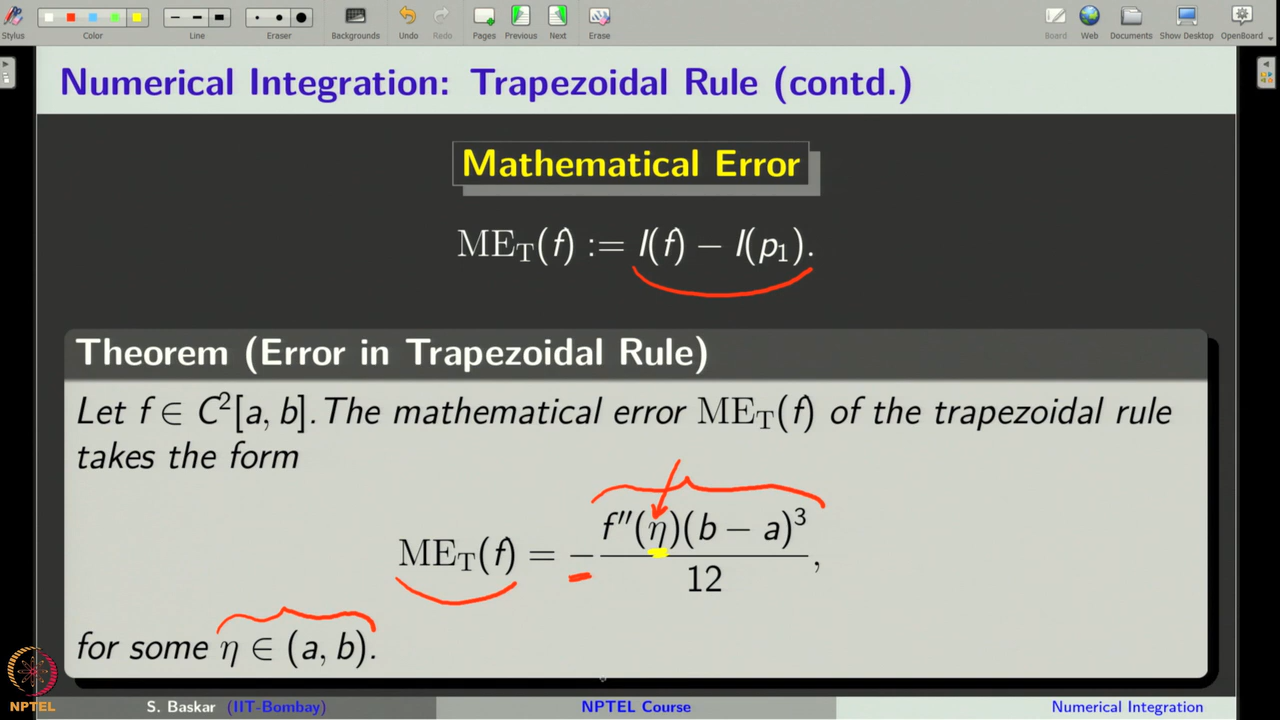 Stylus Color Line Eraser Backgrounds Undo Redo Pages Previous Next Erase Board Web Documents Show Desktop OpenBoard
Numerical Integration: Trapezoidal Rule (contd.)
Mathematical Error
ME_T(f) := I(f) − I(p₁).
Theorem (Error in Trapezoidal Rule)
Let f ∈ C²[a, b]. The mathematical error ME_T(f) of the trapezoidal rule
takes the form
ME_T(f) = − f″(η)(b − a)³ / 12,
for some η ∈ (a, b).
NPTEL
S. Baskar (IIT-Bombay) NPTEL Course Numerical Integration